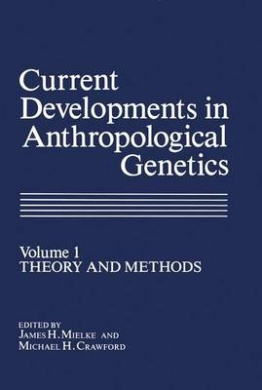 Current
Developments in
Anthropological
Genetics
Volume 1
THEORY AND METHODS
EDITED BY
JAMES H. MIELKE AND
MICHAEL H. CRAWFORD